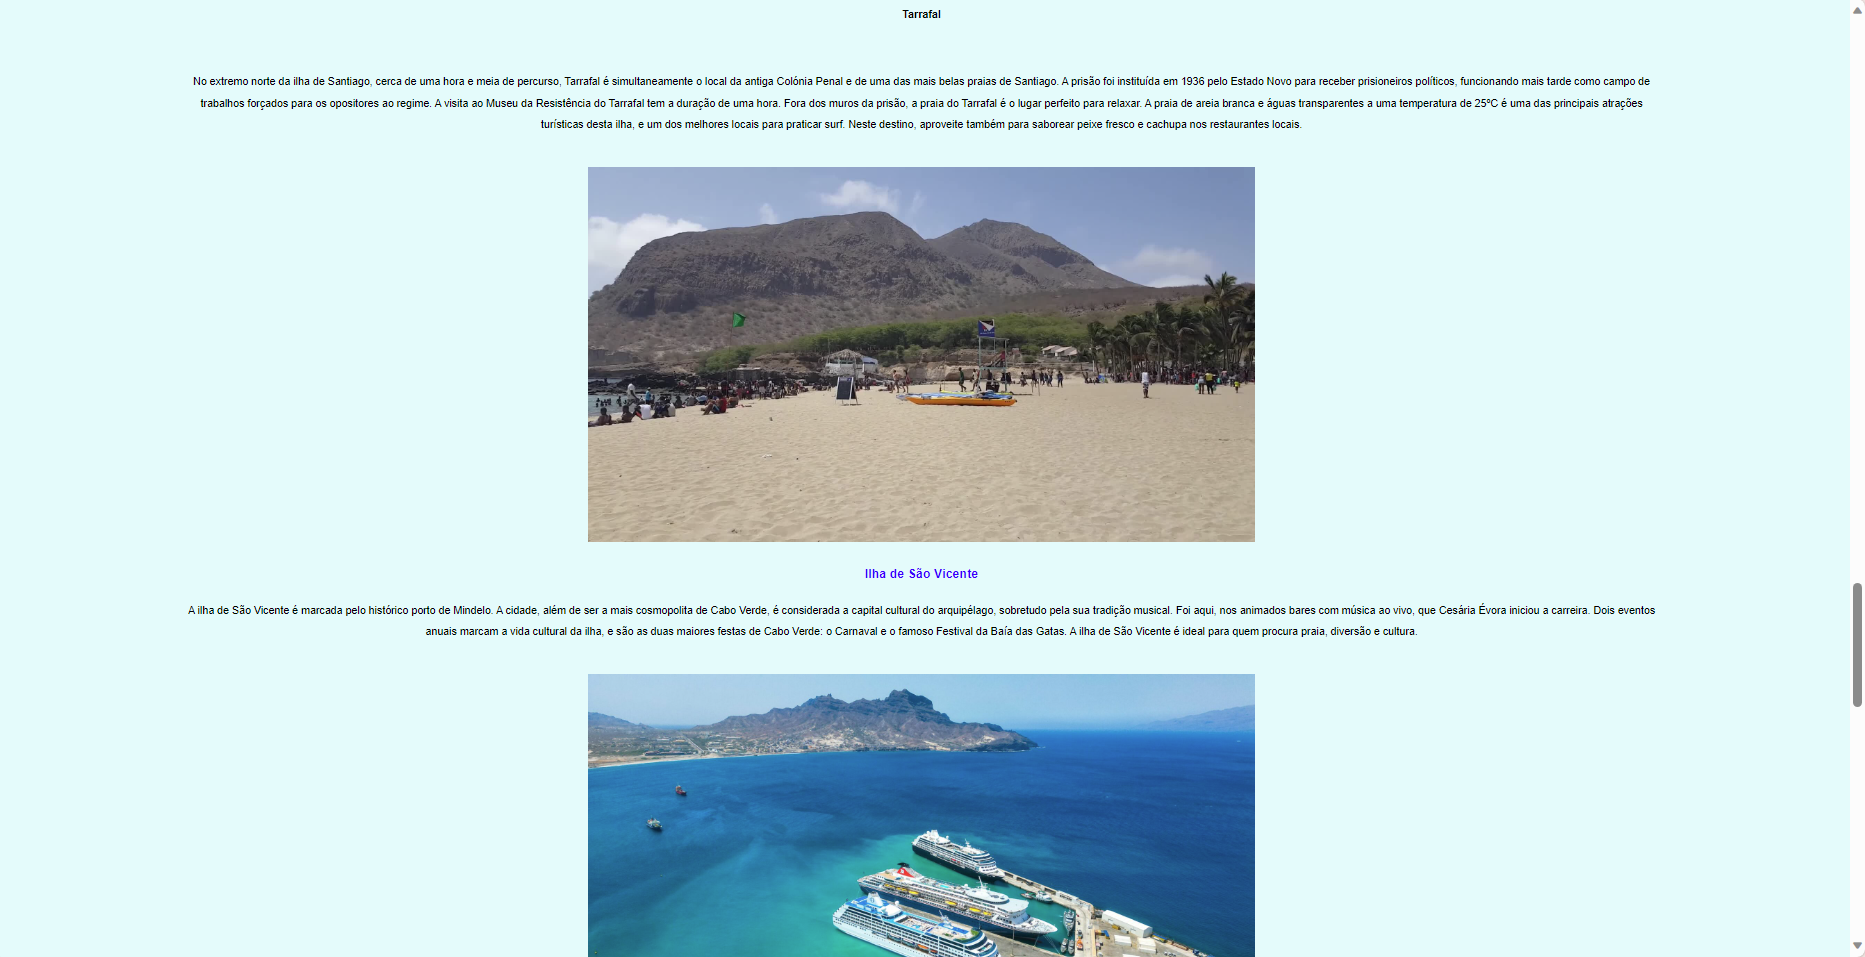 Tarrafal
No extremo norte da ilha de Santiago, cerca de uma hora e meia de percurso, Tarrafal é simultaneamente o local da antiga Colónia Penal e de uma das mais belas praias de Santiago. A prisão foi instituída em 1936 pelo Estado Novo para receber prisioneiros políticos, funcionando mais tarde como campo de
trabalhos forçados para os opositores ao regime. A visita ao Museu da Resistência do Tarrafal tem a duração de uma hora. Fora dos muros da prisão, a praia do Tarrafal é o lugar perfeito para relaxar. A praia de areia branca e águas transparentes a uma temperatura de 25ºC é uma das principais atrações
turísticas desta ilha, e um dos melhores locais para praticar surf. Neste destino, aproveite também para saborear peixe fresco e cachupa nos restaurantes locais.
Ilha de São Vicente
A ilha de São Vicente é marcada pelo histórico porto de Mindelo. A cidade, além de ser a mais cosmopolita de Cabo Verde, é considerada a capital cultural do arquipélago, sobretudo pela sua tradição musical. Foi aqui, nos animados bares com música ao vivo, que Cesária Évora iniciou a carreira. Dois eventos
anuais marcam a vida cultural da ilha, e são as duas maiores festas de Cabo Verde: o Carnaval e o famoso Festival da Baía das Gatas. A ilha de São Vicente é ideal para quem procura praia, diversão e cultura.